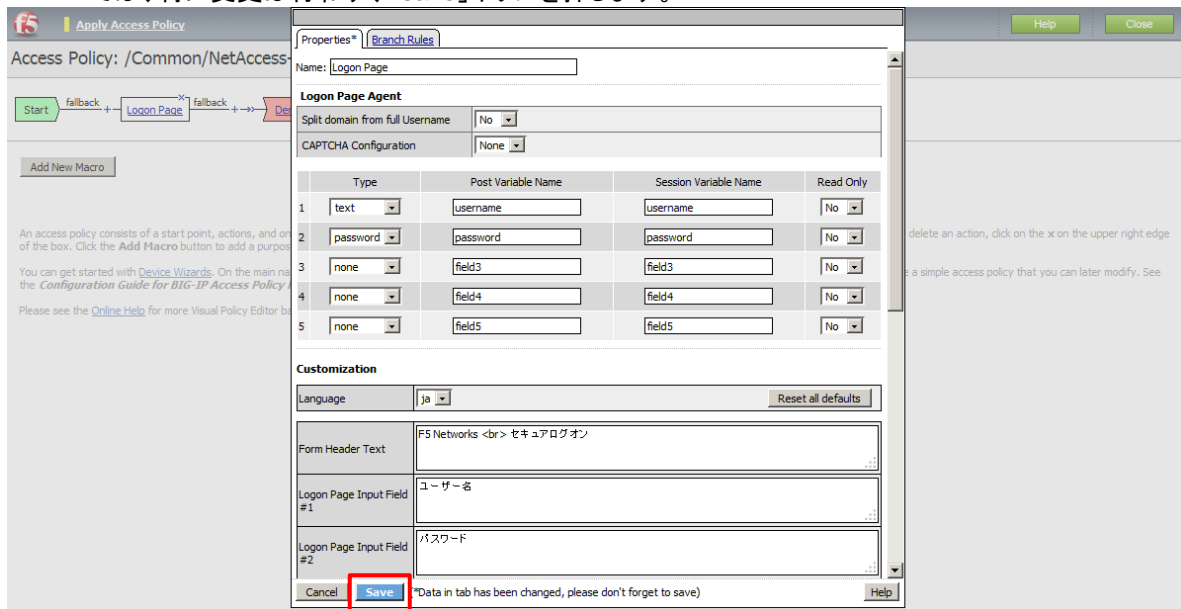 f5
Apply Access Policy
Help
Close
Access Policy: /Common/NetAccess-
Start
fallback
+
Logon Page
x
fallback
+
Add New Macro
An access policy consists of a start point, actions, and
delete an action, click on the x on the upper right edge
of the box. Click the Add Macro button to add a
You can get started with Device Wizards. On the main
a simple access policy that you can later modify. See
the Configuration Guide for BIG-IP Access Policy
Please see the Online Help for more Visual Policy Editor
Properties*
Branch Rules
Name: Logon Page
Logon Page Agent
Split domain from full Username No
CAPTCHA Configuration None
Type Post Variable Name Session Variable Name Read Only
1 text username username No
2 password password password No
3 none field3 field3 No
4 none field4 field4 No
5 none field5 field5 No
Customization
Language ja Reset all defaults
Form Header Text F5 Networks <br> セキュアログオン
Logon Page Input Field #1 ユーザー名
Logon Page Input Field #2 パスワード
Cancel Save (*Data in tab has been changed, please don't forget to save) Help